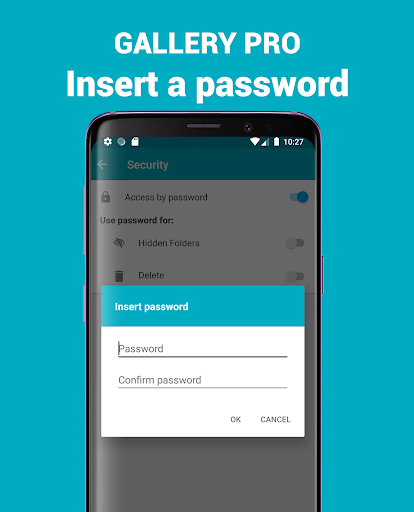 GALLERY PRO
Insert a password
10:27
Security
Access by password
Use password for:
Hidden Folders
Delete
Insert password
Password
Confirm password
OK CANCEL